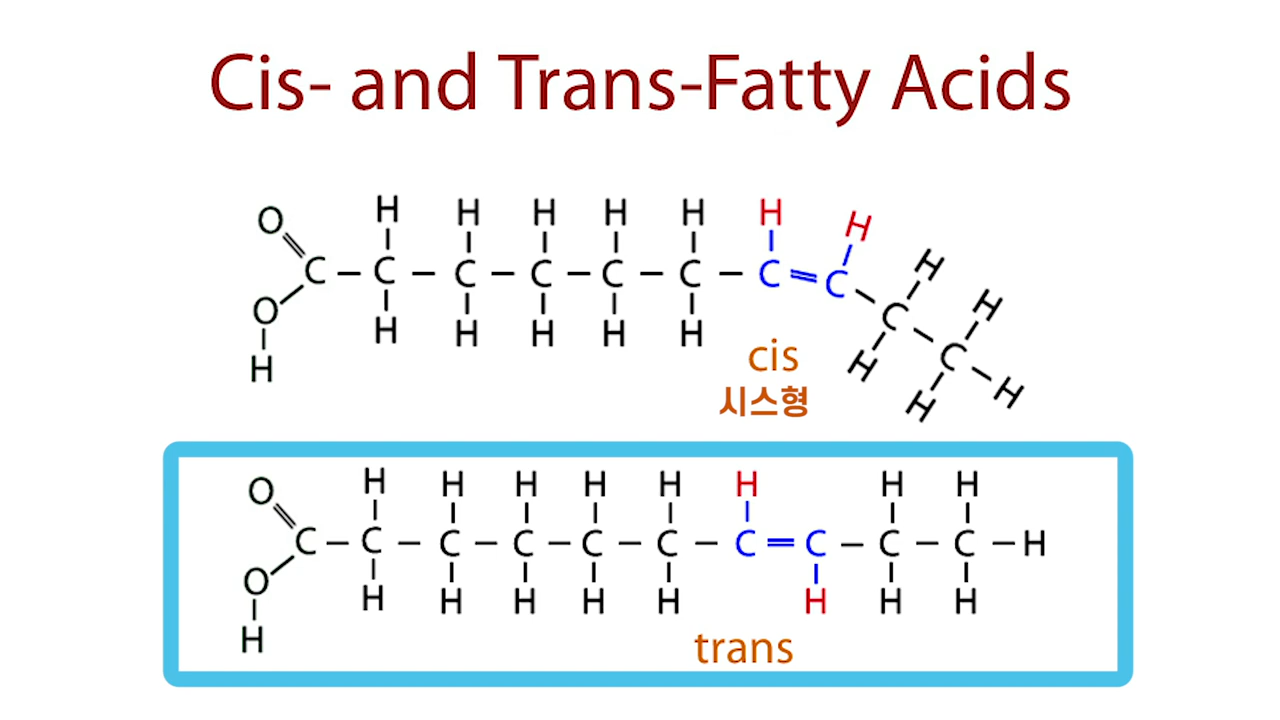 Cis- and Trans-Fatty Acids
H H H H H H H
O
C – C – C – C – C – C – C = C
H
O
H H H H H
C
H
H
C
H
H
H
cis
시스형
H H H H H H H H
O
C – C – C – C – C – C – C = C – C – C – H
O
H H H H H H H H
H
trans